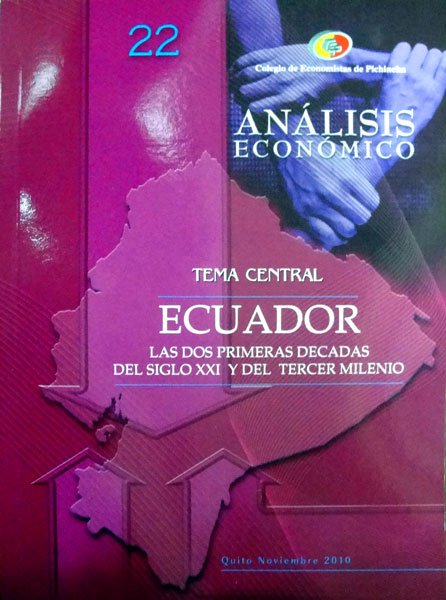 22
Colegio de Economistas de Pichincha
ANÁLISIS
ECONÓMICO
TEMA CENTRAL
ECUADOR
LAS DOS PRIMERAS DECADAS
DEL SIGLO XXI Y DEL TERCER MILENIO
Quito Noviembre 2010